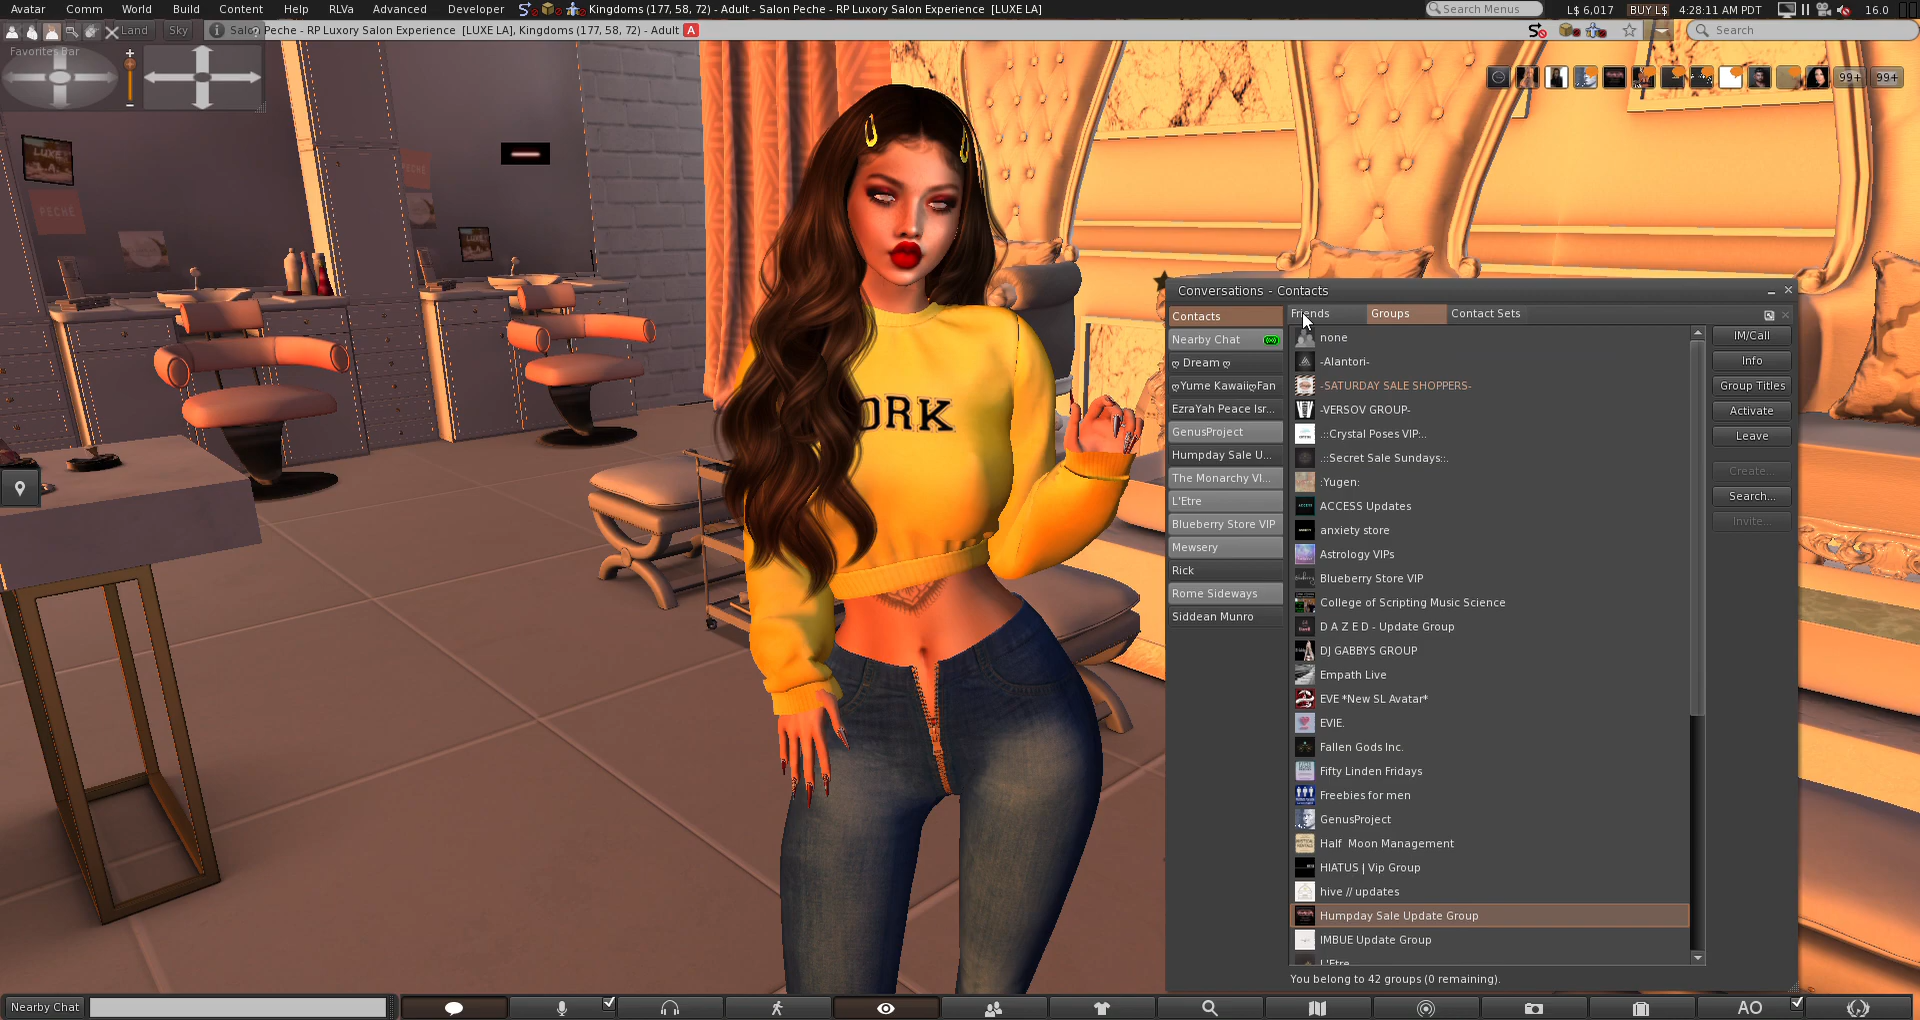 Avatar Comm World Build Content Help RLVa Advanced Developer Kingdoms (177, 58, 72) - Adult - Salon Peche - RP Luxory Salon Experience [LUXE LA] Search Menus L$ 6,017 BUY L$ 4:28:11 AM PDT 16.0
Land Sky Salon Peche - RP Luxory Salon Experience [LUXE LA], Kingdoms (177, 58, 72) - Adult A Search
Favorites Bar
99+ 99+
LUXE
PECHE
ORK
Conversations - Contacts
Contacts
Nearby Chat
ღ Dream ღ
ღYume KawaiiღFan
EzraYah Peace Isr...
GenusProject
Humpday Sale U...
The Monarchy VI...
L'Etre
Blueberry Store VIP
Mewsery
Rick
Rome Sideways
Siddean Munro
Friends Groups Contact Sets
none
-Alantori-
-SATURDAY SALE SHOPPERS-
-VERSOV GROUP-
.::Crystal Poses VIP::.
.::Secret Sale Sundays::.
:Yugen:
ACCESS Updates
anxiety store
Astrology VIPs
Blueberry Store VIP
College of Scripting Music Science
D A Z E D - Update Group
DJ GABBYS GROUP
Empath Live
EVE *New SL Avatar*
EVIE.
Fallen Gods Inc.
Fifty Linden Fridays
Freebies for men
GenusProject
Half Moon Management
HIATUS | Vip Group
hive // updates
Humpday Sale Update Group
IMBUE Update Group
L'Etre
IM/Call
Info
Group Titles
Activate
Leave
Create...
Search...
Invite...
You belong to 42 groups (0 remaining).
Nearby Chat
AO